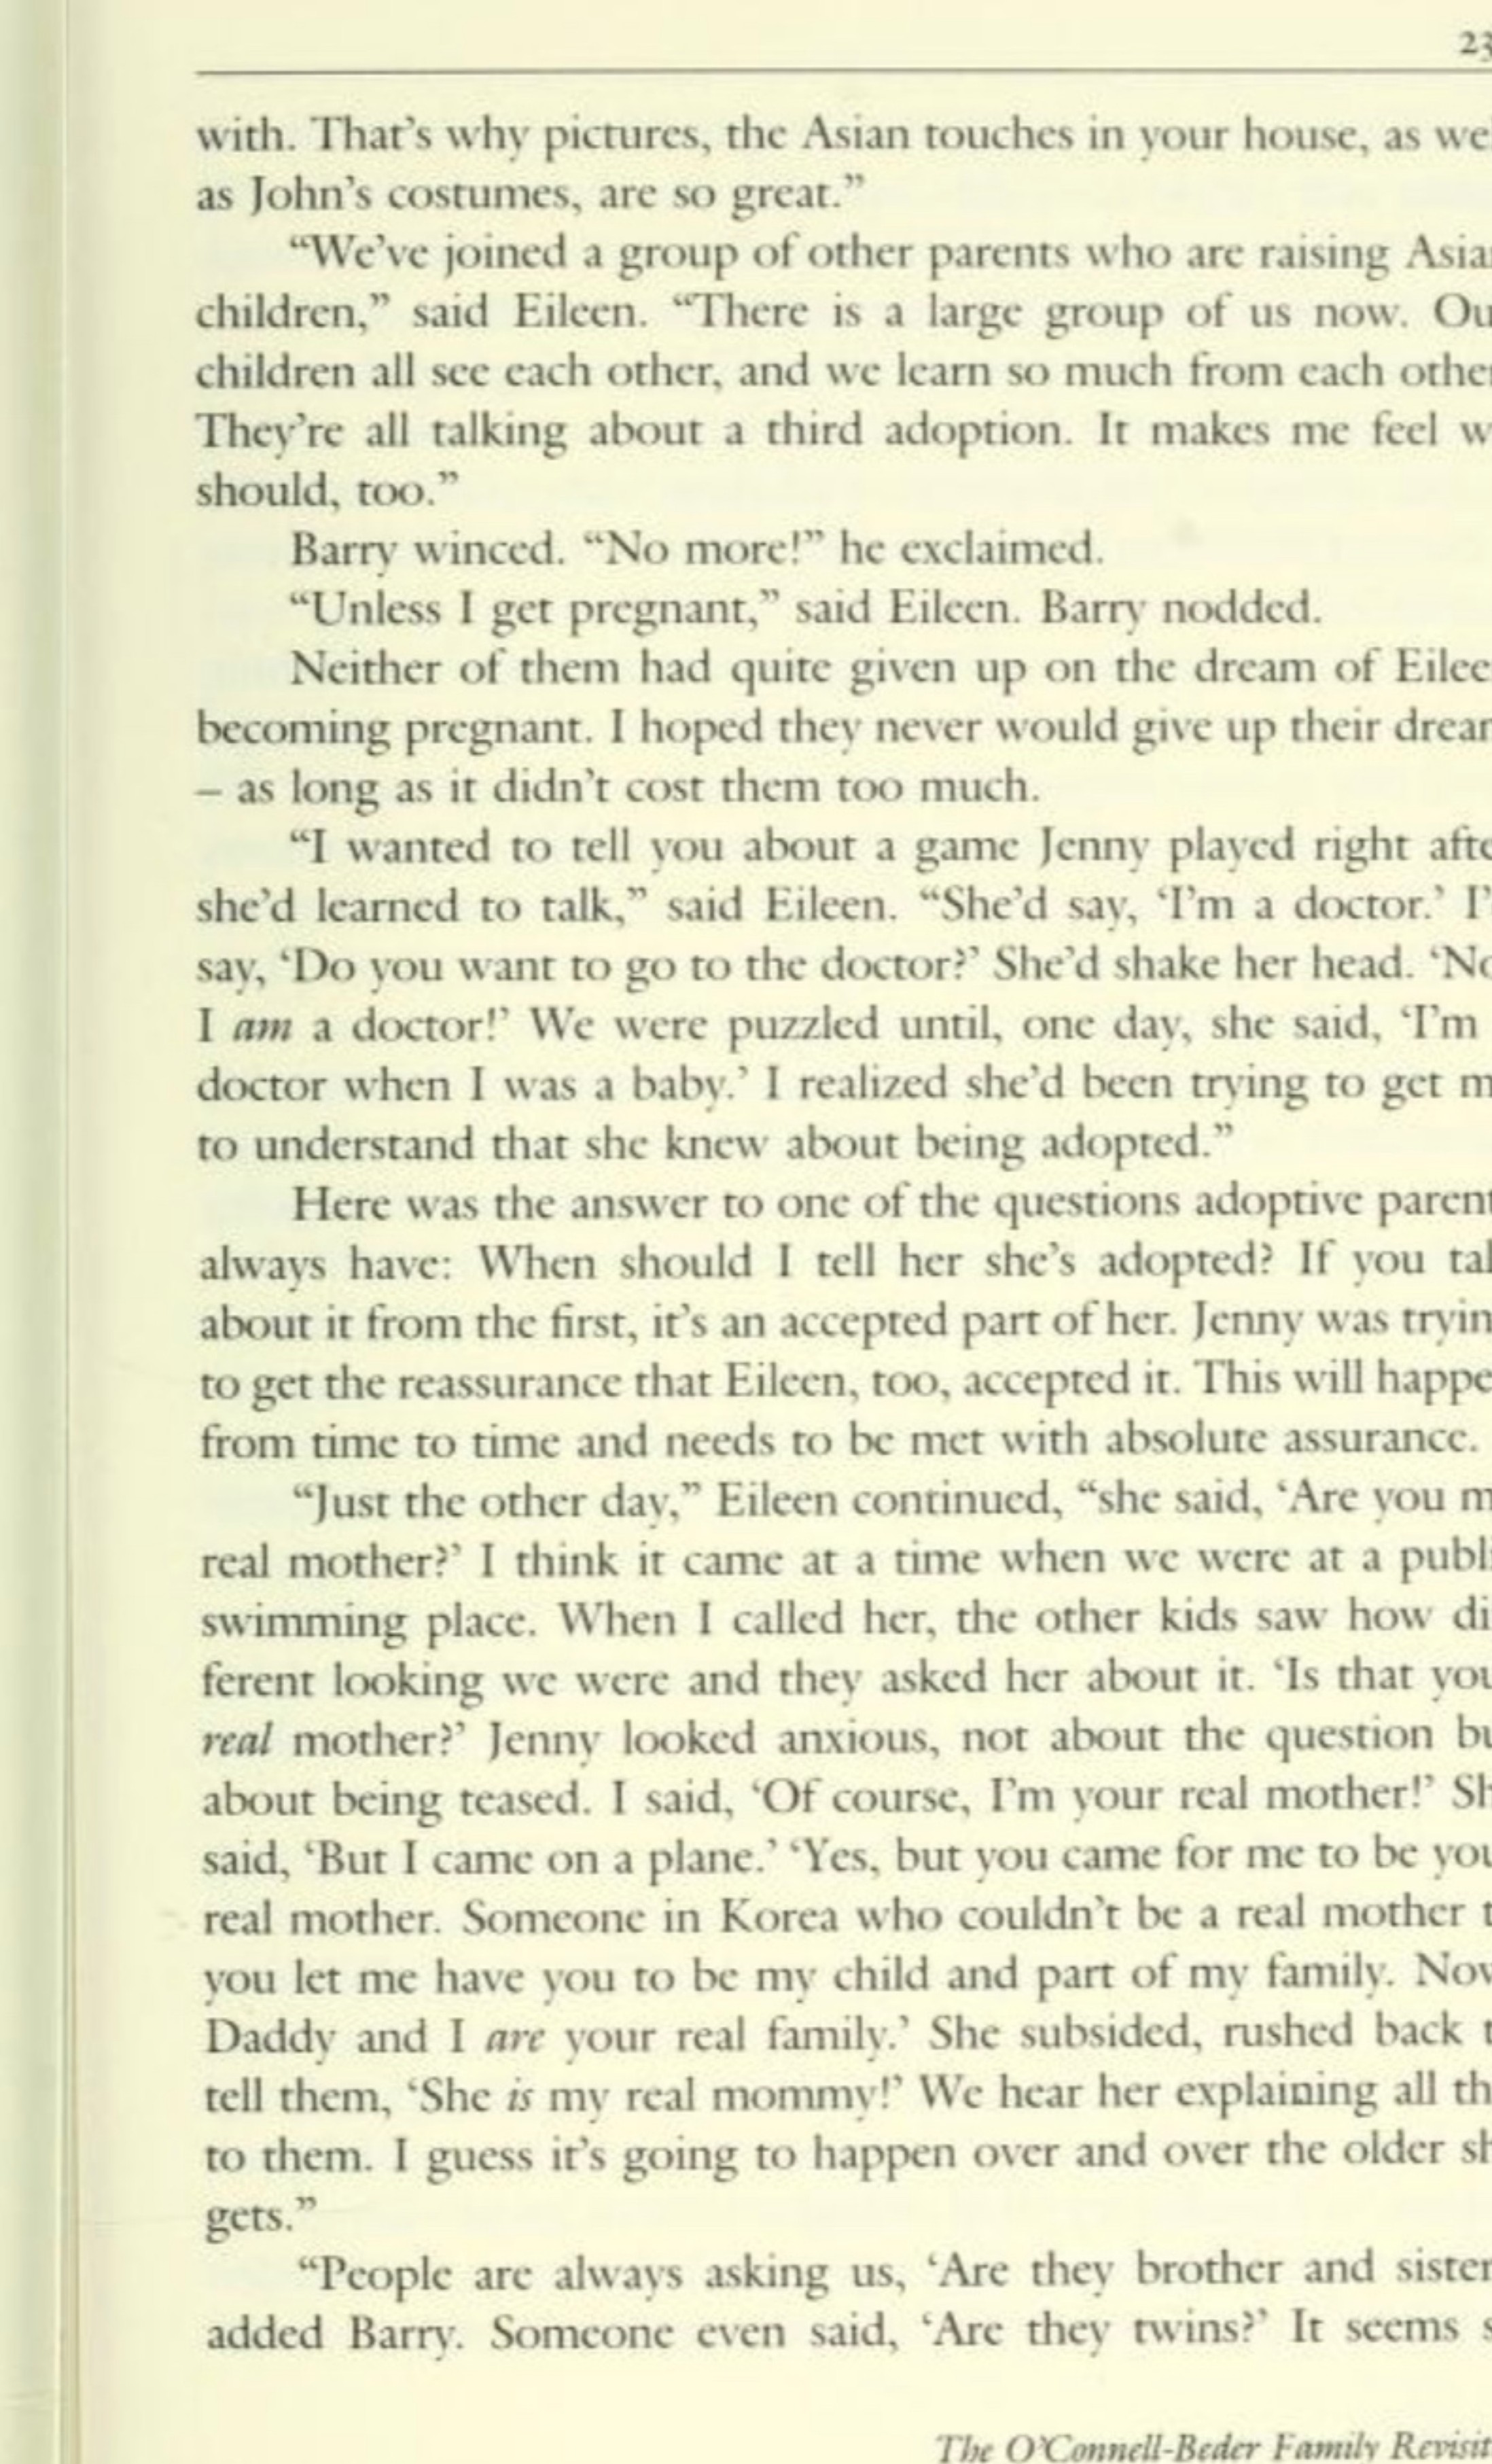 23
with. That's why pictures, the Asian touches in your house, as we
as John's costumes, are so great.”
“We've joined a group of other parents who are raising Asia
children,” said Eileen. “There is a large group of us now. Ou
children all see each other, and we learn so much from each othe
They're all talking about a third adoption. It makes me feel w
should, too.”
Barry winced. “No more!” he exclaimed.
“Unless I get pregnant,” said Eileen. Barry nodded.
Neither of them had quite given up on the dream of Eilee
becoming pregnant. I hoped they never would give up their drea
– as long as it didn't cost them too much.
“I wanted to tell you about a game Jenny played right afte
she'd learned to talk,” said Eileen. “She'd say, ‘I'm a doctor.’ I'
say, ‘Do you want to go to the doctor?’ She'd shake her head. ‘No
I am a doctor!’ We were puzzled until, one day, she said, ‘I'm
doctor when I was a baby.’ I realized she'd been trying to get m
to understand that she knew about being adopted.”
Here was the answer to one of the questions adoptive parent
always have: When should I tell her she's adopted? If you tal
about it from the first, it's an accepted part of her. Jenny was tryin
to get the reassurance that Eileen, too, accepted it. This will happe
from time to time and needs to be met with absolute assurance.
“Just the other day,” Eileen continued, “she said, ‘Are you m
real mother?’ I think it came at a time when we were at a publi
swimming place. When I called her, the other kids saw how di
ferent looking we were and they asked her about it. ‘Is that you
real mother?’ Jenny looked anxious, not about the question bu
about being teased. I said, ‘Of course, I'm your real mother!’ Sh
said, ‘But I came on a plane.’ ‘Yes, but you came for me to be you
real mother. Someone in Korea who couldn't be a real mother t
you let me have you to be my child and part of my family. Now
Daddy and I are your real family.’ She subsided, rushed back t
tell them, ‘She is my real mommy!’ We hear her explaining all th
to them. I guess it's going to happen over and over the older sh
gets.”
“People are always asking us, ‘Are they brother and sister
added Barry. Someone even said, ‘Are they twins?’ It seems s
The O'Connell-Beder Family Revisit